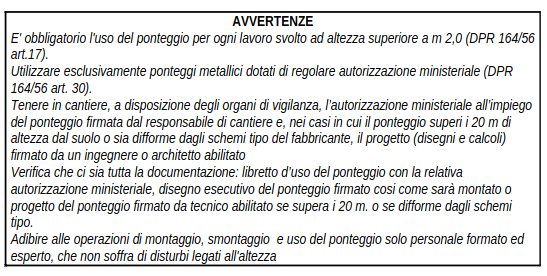 AVVERTENZE
E' obbligatorio l'uso del ponteggio per ogni lavoro svolto ad altezza superiore a m 2,0 (DPR 164/56
art.17).
Utilizzare esclusivamente ponteggi metallici dotati di regolare autorizzazione ministeriale (DPR
164/56 art. 30).
Tenere in cantiere, a disposizione degli organi di vigilanza, l'autorizzazione ministeriale all'impiego
del ponteggio firmata dal responsabile di cantiere e, nei casi in cui il ponteggio superi i 20 m di
altezza dal suolo o sia difforme dagli schemi tipo del fabbricante, il progetto (disegni e calcoli)
firmato da un ingegnere o architetto abilitato
Verifica che ci sia tutta la documentazione: libretto d'uso del ponteggio con la relativa
autorizzazione ministeriale, disegno esecutivo del ponteggio firmato cosi come sarà montato o
progetto del ponteggio firmato da tecnico abilitato se supera i 20 m. o se difforme dagli schemi
tipo.
Adibire alle operazioni di montaggio, smontaggio e uso del ponteggio solo personale formato ed
esperto, che non soffra di disturbi legati all'altezza